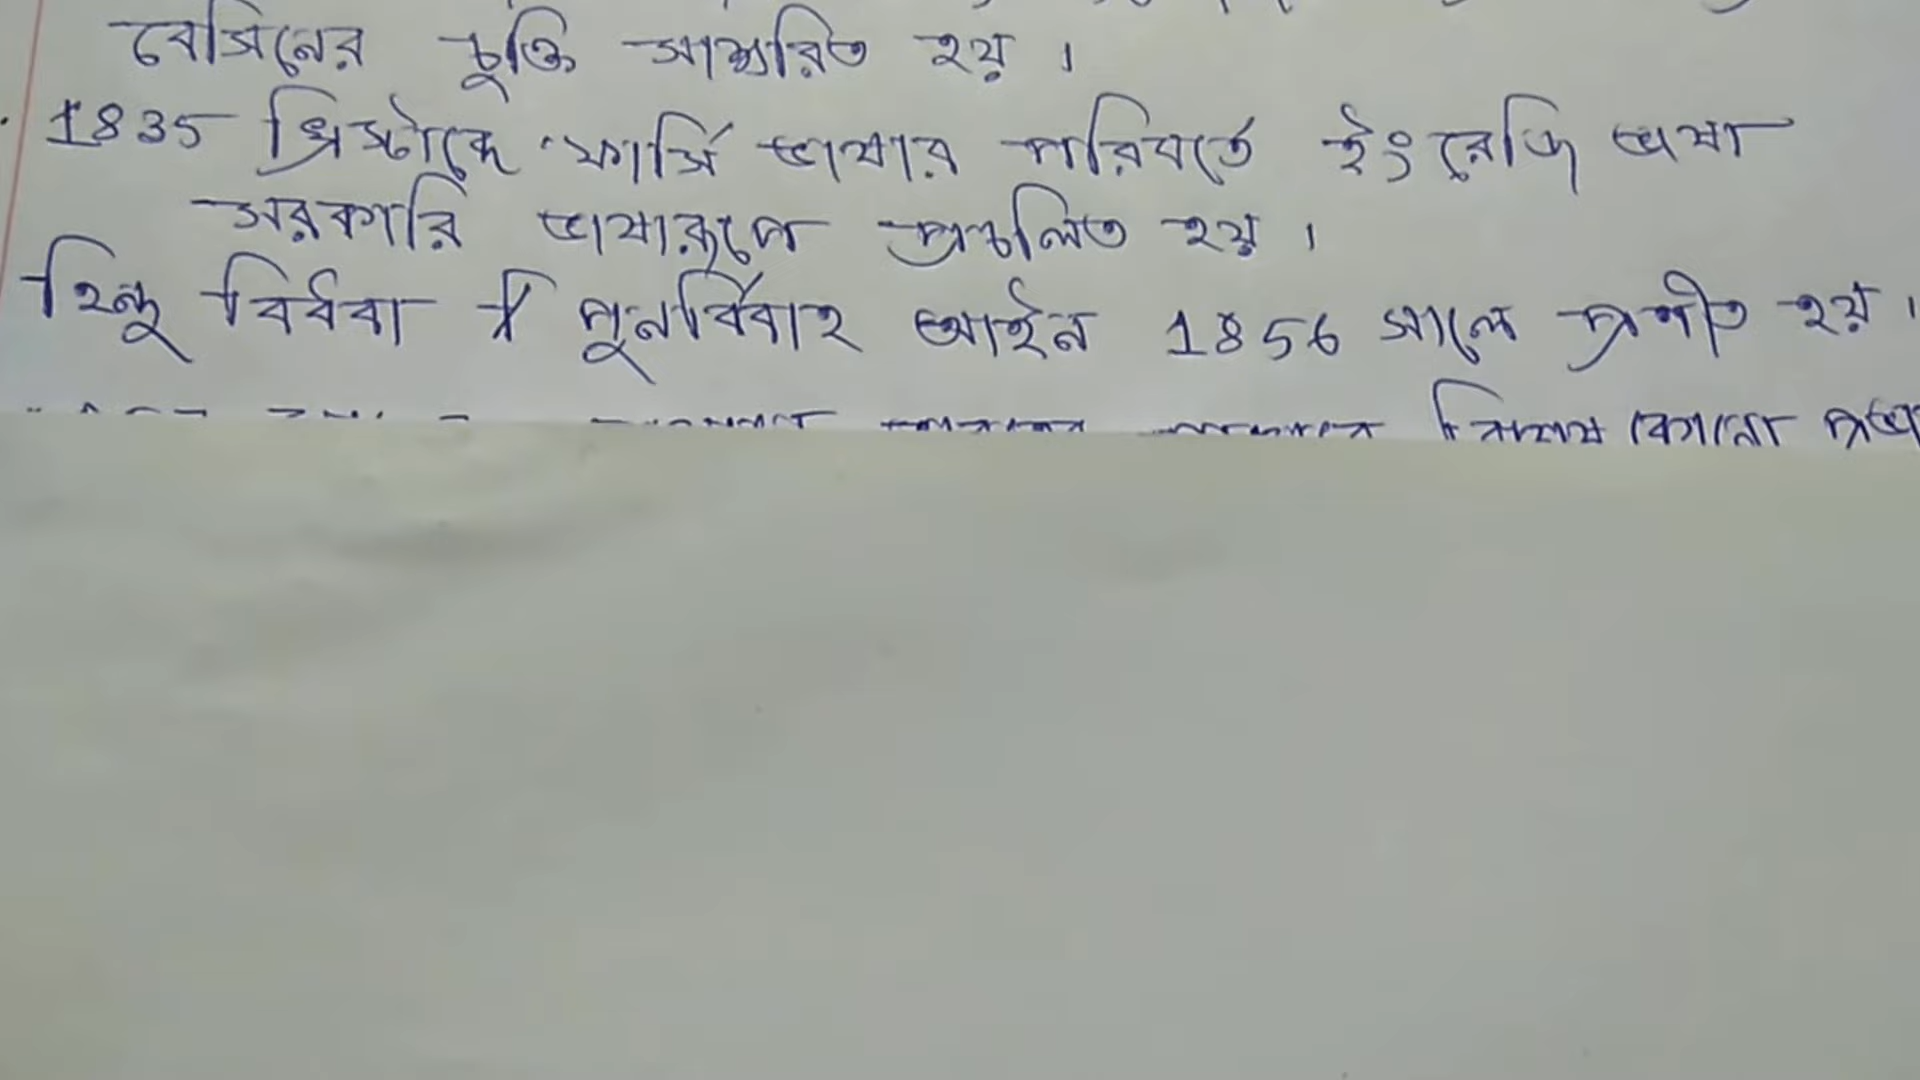 বেসিনের চুক্তি সাক্ষরিত হয় ।
1835 খ্রিস্টাব্দে ফার্সি ভাষার পরিবর্তে ইংরেজি ভাষা
সরকারি ভাষারূপে প্রচলিত হয় ।
হিন্দু বিধবা পুনর্বিবাহ আইন 1856 সালে প্রণীত হয় ।
কোনো